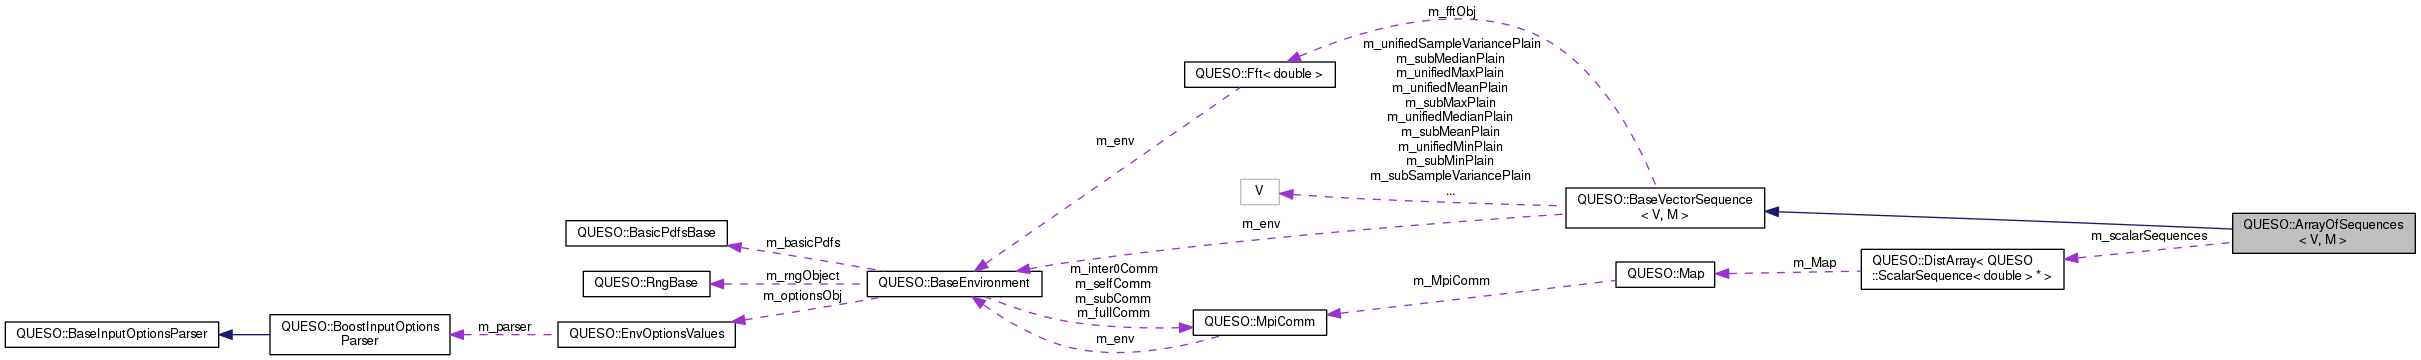 m_fftObj
m_unifiedSampleVariancePlain
m_subMedianPlain
m_unifiedMaxPlain
m_unifiedMeanPlain
m_subMaxPlain
m_unifiedMedianPlain
m_subMeanPlain
m_unifiedMinPlain
m_subMinPlain
m_subSampleVariancePlain
...
QUESO::Fft< double >
m_env
V
QUESO::BaseVectorSequence
< V, M >
QUESO::ArrayOfSequences
< V, M >
m_env
m_scalarSequences
QUESO::BasicPdfsBase
m_basicPdfs
QUESO::DistArray< QUESO
::ScalarSequence< double > * >
m_Map
QUESO::Map
m_MpiComm
QUESO::RngBase
m_rngObject
QUESO::BaseEnvironment
m_inter0Comm
m_selfComm
m_subComm
m_fullComm
m_optionsObj
QUESO::MpiComm
m_env
QUESO::BaseInputOptionsParser
QUESO::BoostInputOptions
Parser
m_parser
QUESO::EnvOptionsValues